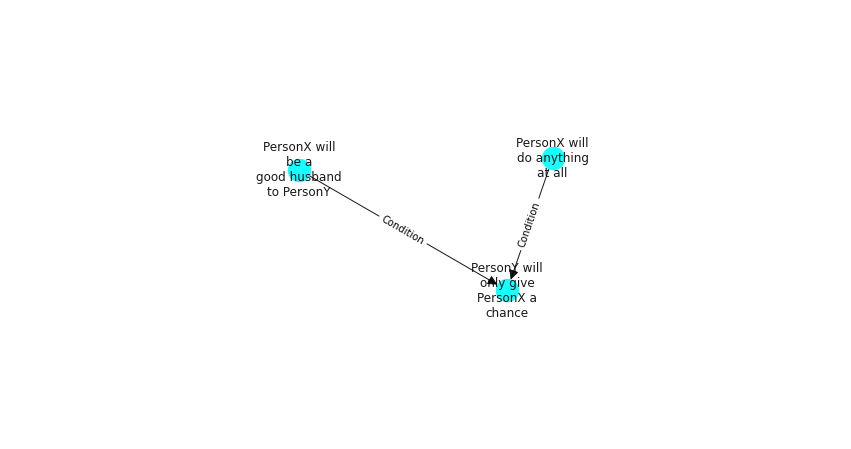 PersonX will
be a
good husband
to PersonY
PersonX will
do anything
at all
Condition
Condition
PersonY will
only give
PersonX a
chance